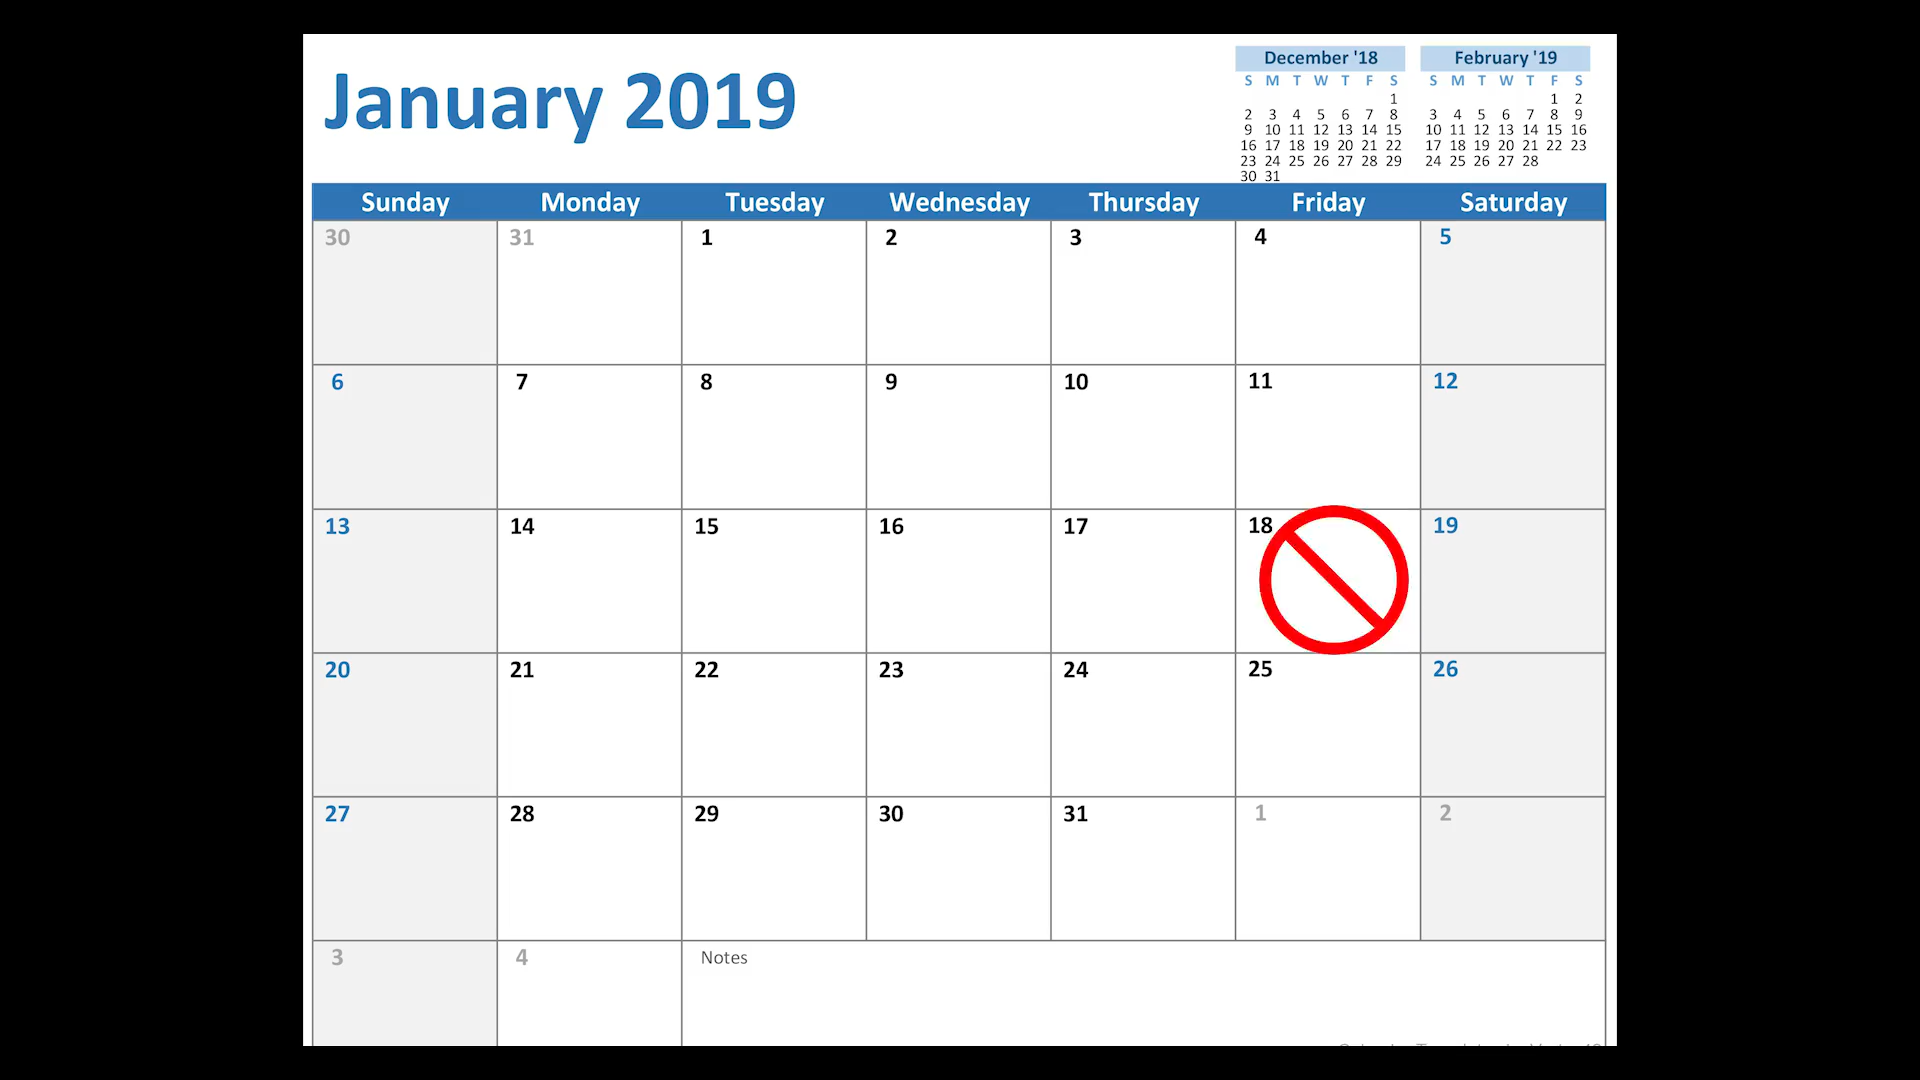 January 2019
December '18
S M T W T F S
1
2 3 4 5 6 7 8
9 10 11 12 13 14 15
16 17 18 19 20 21 22
23 24 25 26 27 28 29
30 31
February '19
S M T W T F S
1 2
3 4 5 6 7 8 9
10 11 12 13 14 15 16
17 18 19 20 21 22 23
24 25 26 27 28
Sunday Monday Tuesday Wednesday Thursday Friday Saturday
30 31 1 2 3 4 5
6 7 8 9 10 11 12
13 14 15 16 17 18 19
20 21 22 23 24 25 26
27 28 29 30 31 1 2
3 4 Notes